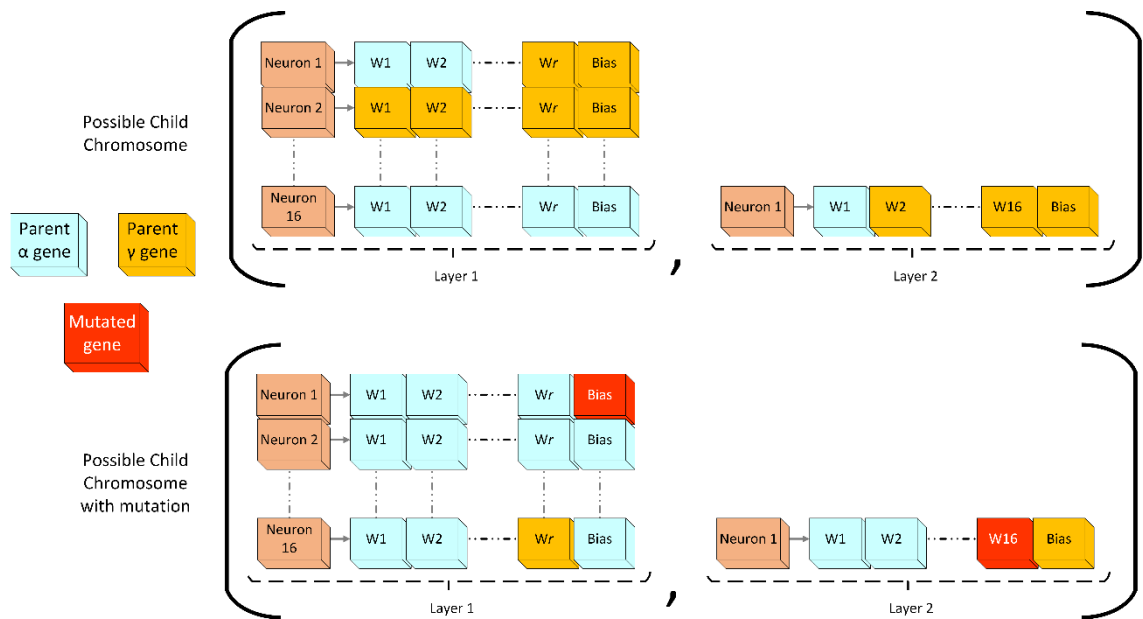 Neuron 1 W1 W2 Wr Bias
Neuron 2 W1 W2 Wr Bias
Possible Child
Chromosome
Neuron
16 W1 W2 Wr Bias
Neuron 1 W1 W2 W16 Bias
Layer 1 , Layer 2
Parent
α gene
Parent
γ gene
Mutated
gene
Neuron 1 W1 W2 Wr Bias
Neuron 2 W1 W2 Wr Bias
Possible Child
Chromosome
with mutation
Neuron
16 W1 W2 Wr Bias
Neuron 1 W1 W2 W16 Bias
Layer 1 , Layer 2